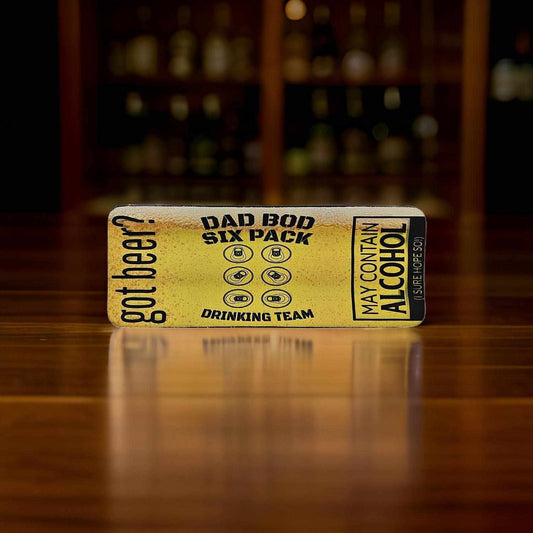 got beer?
DAD BOD
SIX PACK
DRINKING TEAM
MAY CONTAIN
ALCOHOL
(I SURE HOPE SO!)